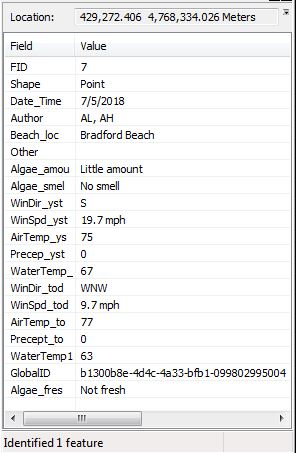 Location: 429,272.406 4,768,334.026 Meters
Field Value
FID 7
Shape Point
Date_Time 7/5/2018
Author AL, AH
Beach_loc Bradford Beach
Other
Algae_amou Little amount
Algae_smel No smell
WinDir_yst S
WinSpd_yst 19.7 mph
AirTemp_ys 75
Precep_yst 0
WaterTemp_ 67
WinDir_tod WNW
WinSpd_tod 9.7 mph
AirTemp_to 77
Precept_to 0
WaterTemp1 63
GlobalID b1300b8e-4d4c-4a33-bfb1-099802995004
Algae_fres Not fresh
Identified 1 feature